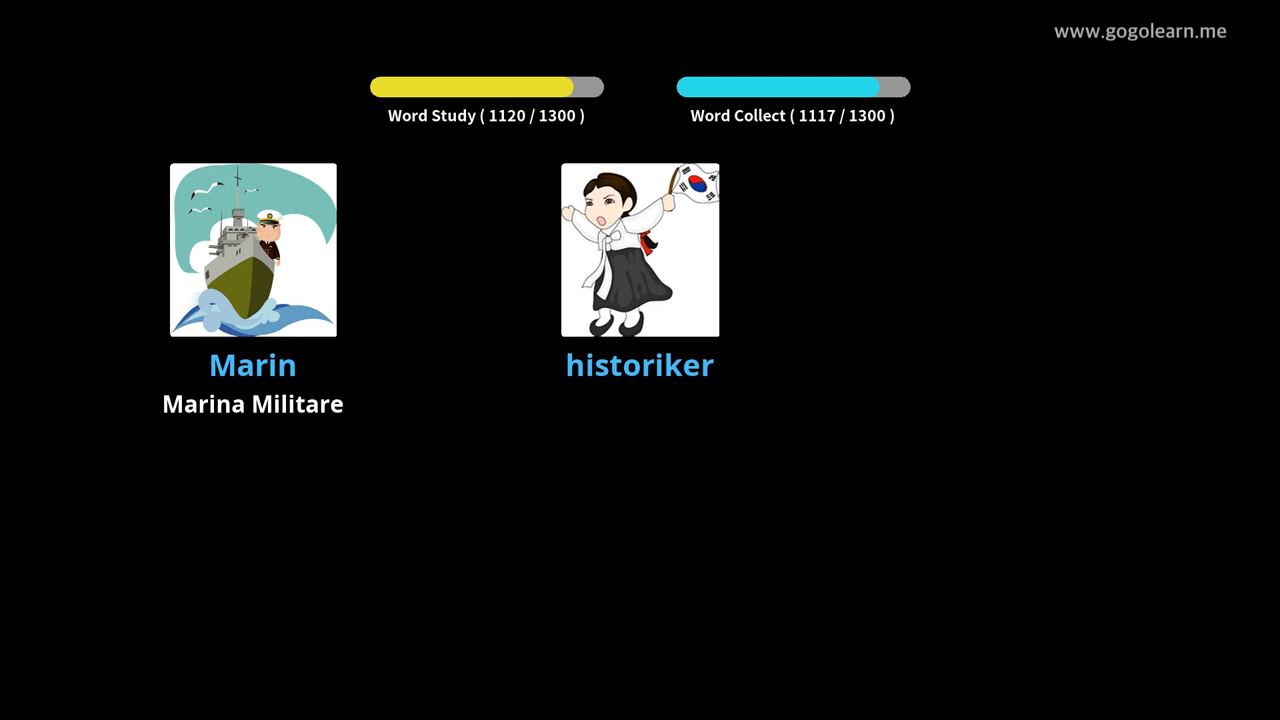 www.gogolearn.me
Word Study ( 1120 / 1300 )
Word Collect ( 1117 / 1300 )
Marin
historiker
Marina Militare